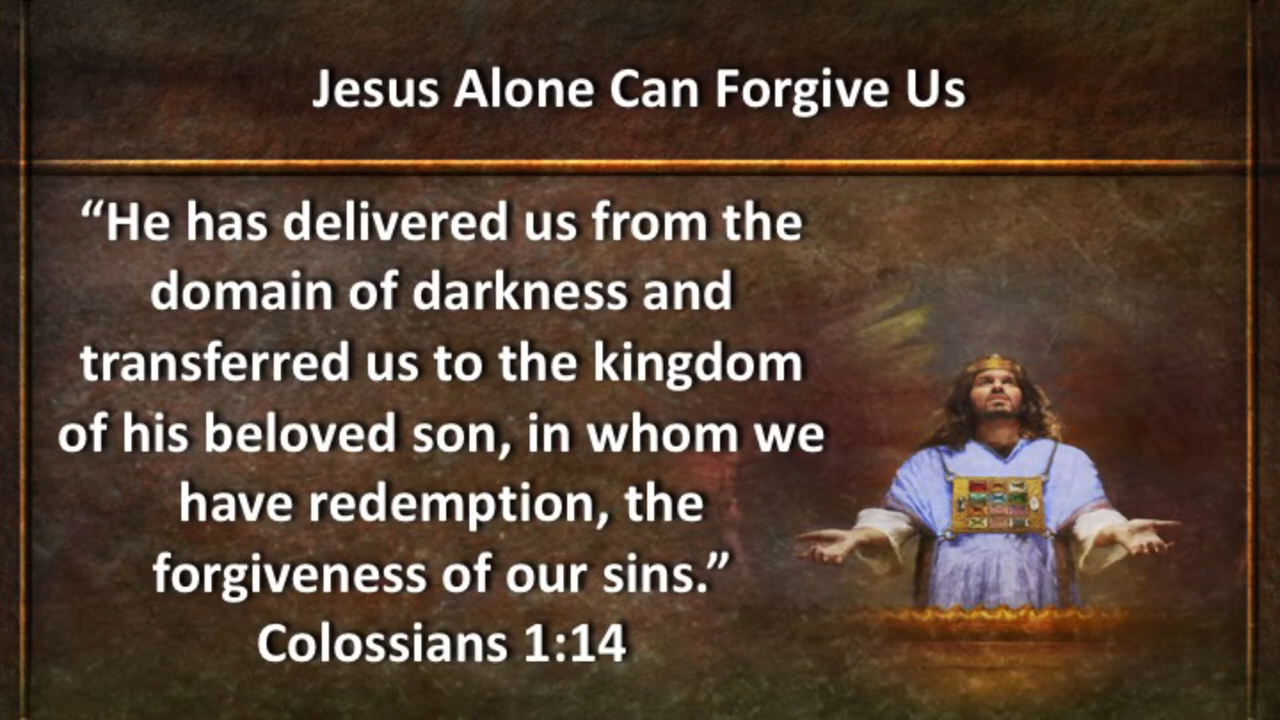 Jesus Alone Can Forgive Us
“He has delivered us from the
domain of darkness and
transferred us to the kingdom
of his beloved son, in whom we
have redemption, the
forgiveness of our sins.”
Colossians 1:14